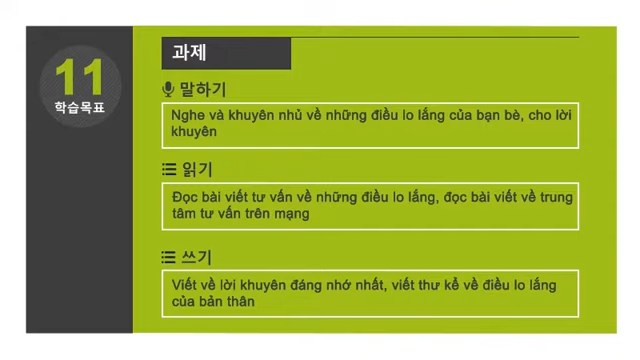 11
학습목표
과제
말하기
Nghe và khuyên nhủ về những điều lo lắng của bạn bè, cho lời
khuyên
읽기
Đọc bài viết tư vấn về những điều lo lắng, đọc bài viết về trung
tâm tư vấn trên mạng
쓰기
Viết về lời khuyên đáng nhớ nhất, viết thư kể về điều lo lắng
của bản thân